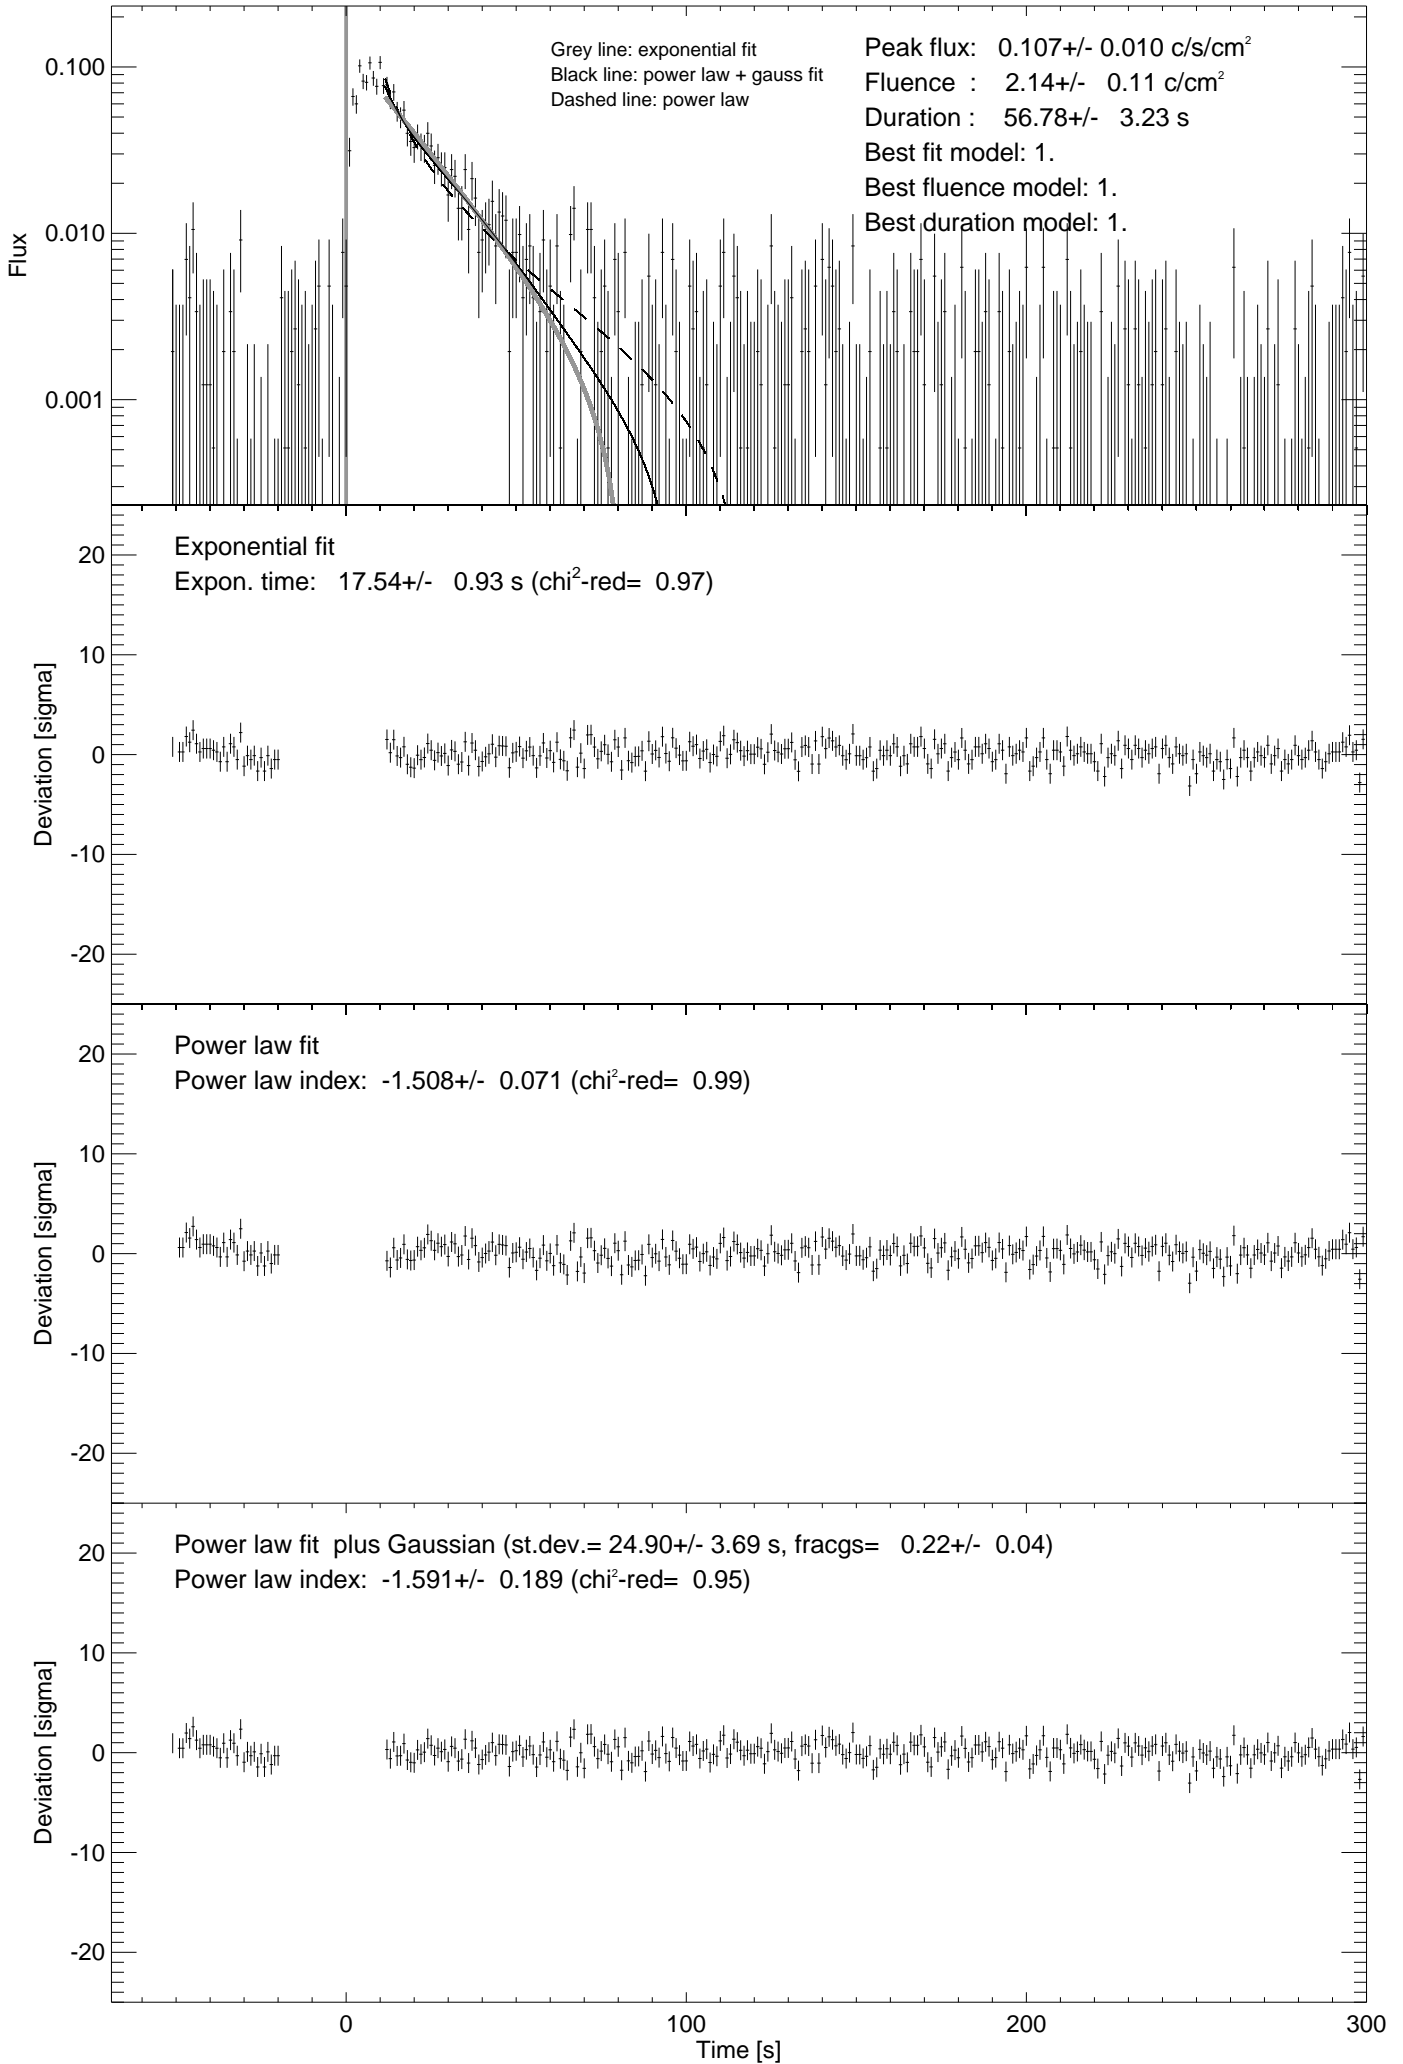 Grey line: exponential fit
Black line: power law + gauss fit
Dashed line: power law
Peak flux: 0.107+/- 0.010 c/s/cm²
Fluence : 2.14+/- 0.11 c/cm²
Duration : 56.78+/- 3.23 s
Best fit model: 1.
Best fluence model: 1.
Best duration model: 1.
0.100
0.010
0.001
Flux
Exponential fit
Expon. time: 17.54+/- 0.93 s (chi²-red= 0.97)
20
10
0
-10
-20
Deviation [sigma]
Power law fit
Power law index: -1.508+/- 0.071 (chi²-red= 0.99)
20
10
0
-10
-20
Deviation [sigma]
Power law fit plus Gaussian (st.dev.= 24.90+/- 3.69 s, fracgs= 0.22+/- 0.04)
Power law index: -1.591+/- 0.189 (chi²-red= 0.95)
20
10
0
-10
-20
Deviation [sigma]
0 100 200 300
Time [s]